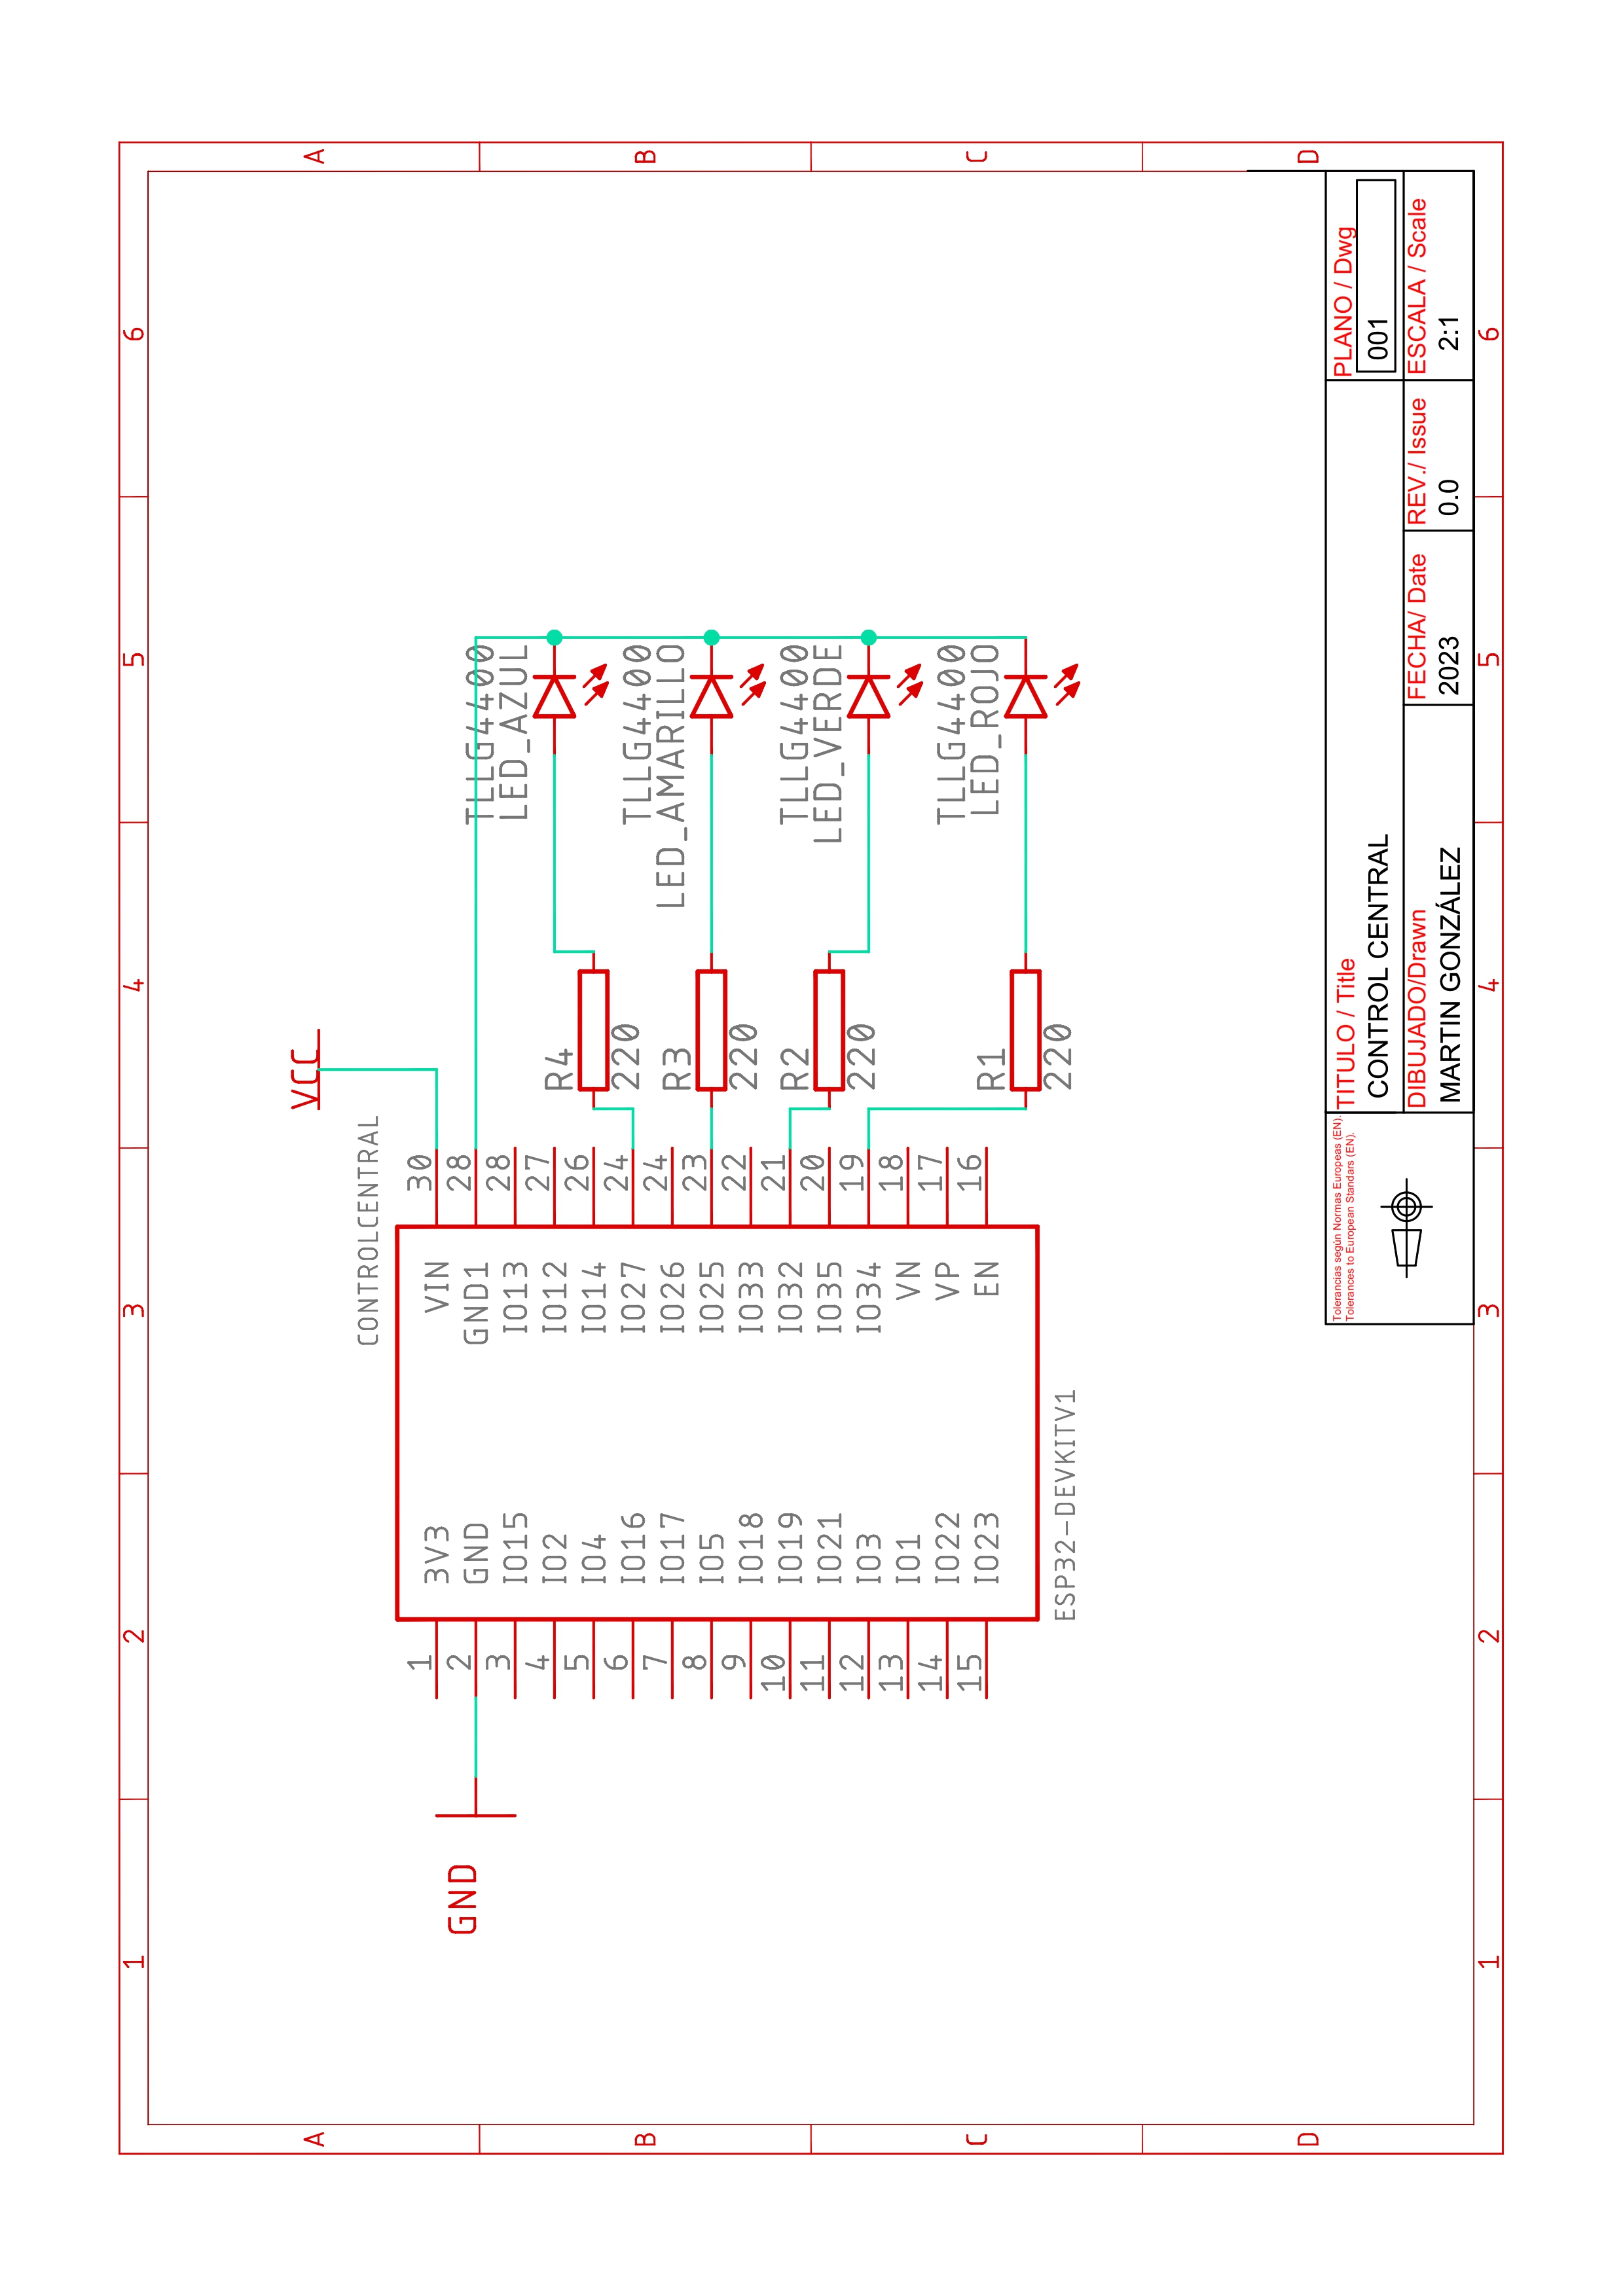 1 2 3 4 5 6
A
B
C
D
A
B
C
D
VCC
CONTROLCENTRAL
GND
1 3V3 VIN 30
2 GND GND1 28
3 IO15 IO13 28
4 IO2 IO12 27
5 IO4 IO14 26
6 IO16 IO27 24
7 IO17 IO26 24
8 IO5 IO25 23
9 IO18 IO33 22
10 IO19 IO32 21
11 IO21 IO35 20
12 IO3 IO34 19
13 IO1 VN 18
14 IO22 VP 17
15 IO23 EN 16
ESP32-DEVKITV1
R4
220
R3
220
R2
220
R1
220
TLLG4400
LED_AZUL
TLLG4400
LED_AMARILLO
TLLG4400
LED_VERDE
TLLG4400
LED_ROJO
Tolerancias según Normas Europeas (EN).
Tolerances to European Standars (EN).
TITULO / Title
CONTROL CENTRAL
PLANO / Dwg
001
DIBUJADO/Drawn
MARTIN GONZÁLEZ
FECHA/ Date
2023
REV./ Issue
0.0
ESCALA / Scale
2:1
1 2 3 4 5 6